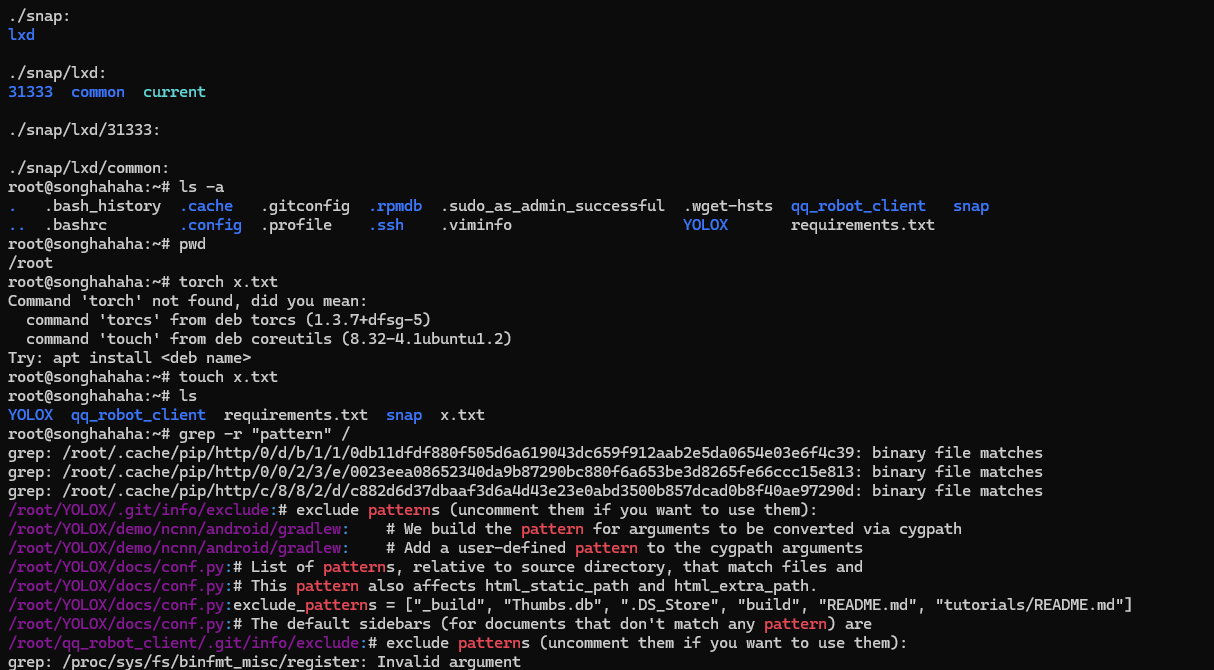 ./snap:
lxd
./snap/lxd:
31333  common  current
./snap/lxd/31333:
./snap/lxd/common:
root@songhahaha:~# ls -a
.   .bash_history  .cache   .gitconfig  .rpmdb  .sudo_as_admin_successful  .wget-hsts  qq_robot_client   snap
..  .bashrc        .config  .profile    .ssh    .viminfo                   YOLOX       requirements.txt
root@songhahaha:~# pwd
/root
root@songhahaha:~# torch x.txt
Command 'torch' not found, did you mean:
  command 'torcs' from deb torcs (1.3.7+dfsg-5)
  command 'touch' from deb coreutils (8.32-4.1ubuntu1.2)
Try: apt install <deb name>
root@songhahaha:~# touch x.txt
root@songhahaha:~# ls
YOLOX  qq_robot_client  requirements.txt  snap  x.txt
root@songhahaha:~# grep -r "pattern" /
grep: /root/.cache/pip/http/0/d/b/1/1/0db11dfdf880f505d6a619043dc659f912aab2e5da0654e03e6f4c39: binary file matches
grep: /root/.cache/pip/http/0/0/2/3/e/0023eea08652340da9b87290bc880f6a653be3d8265fe66ccc15e813: binary file matches
grep: /root/.cache/pip/http/c/8/8/2/d/c882d6d37dbaaf3d6a4d43e23e0abd3500b857dcad0b8f40ae97290d: binary file matches
/root/YOLOX/.git/info/exclude:# exclude patterns (uncomment them if you want to use them):
/root/YOLOX/demo/ncnn/android/gradlew:    # We build the pattern for arguments to be converted via cygpath
/root/YOLOX/demo/ncnn/android/gradlew:    # Add a user-defined pattern to the cygpath arguments
/root/YOLOX/docs/conf.py:# List of patterns, relative to source directory, that match files and
/root/YOLOX/docs/conf.py:# This pattern also affects html_static_path and html_extra_path.
/root/YOLOX/docs/conf.py:exclude_patterns = ["_build", "Thumbs.db", ".DS_Store", "build", "README.md", "tutorials/README.md"]
/root/YOLOX/docs/conf.py:# The default sidebars (for documents that don't match any pattern) are
/root/qq_robot_client/.git/info/exclude:# exclude patterns (uncomment them if you want to use them):
grep: /proc/sys/fs/binfmt_misc/register: Invalid argument